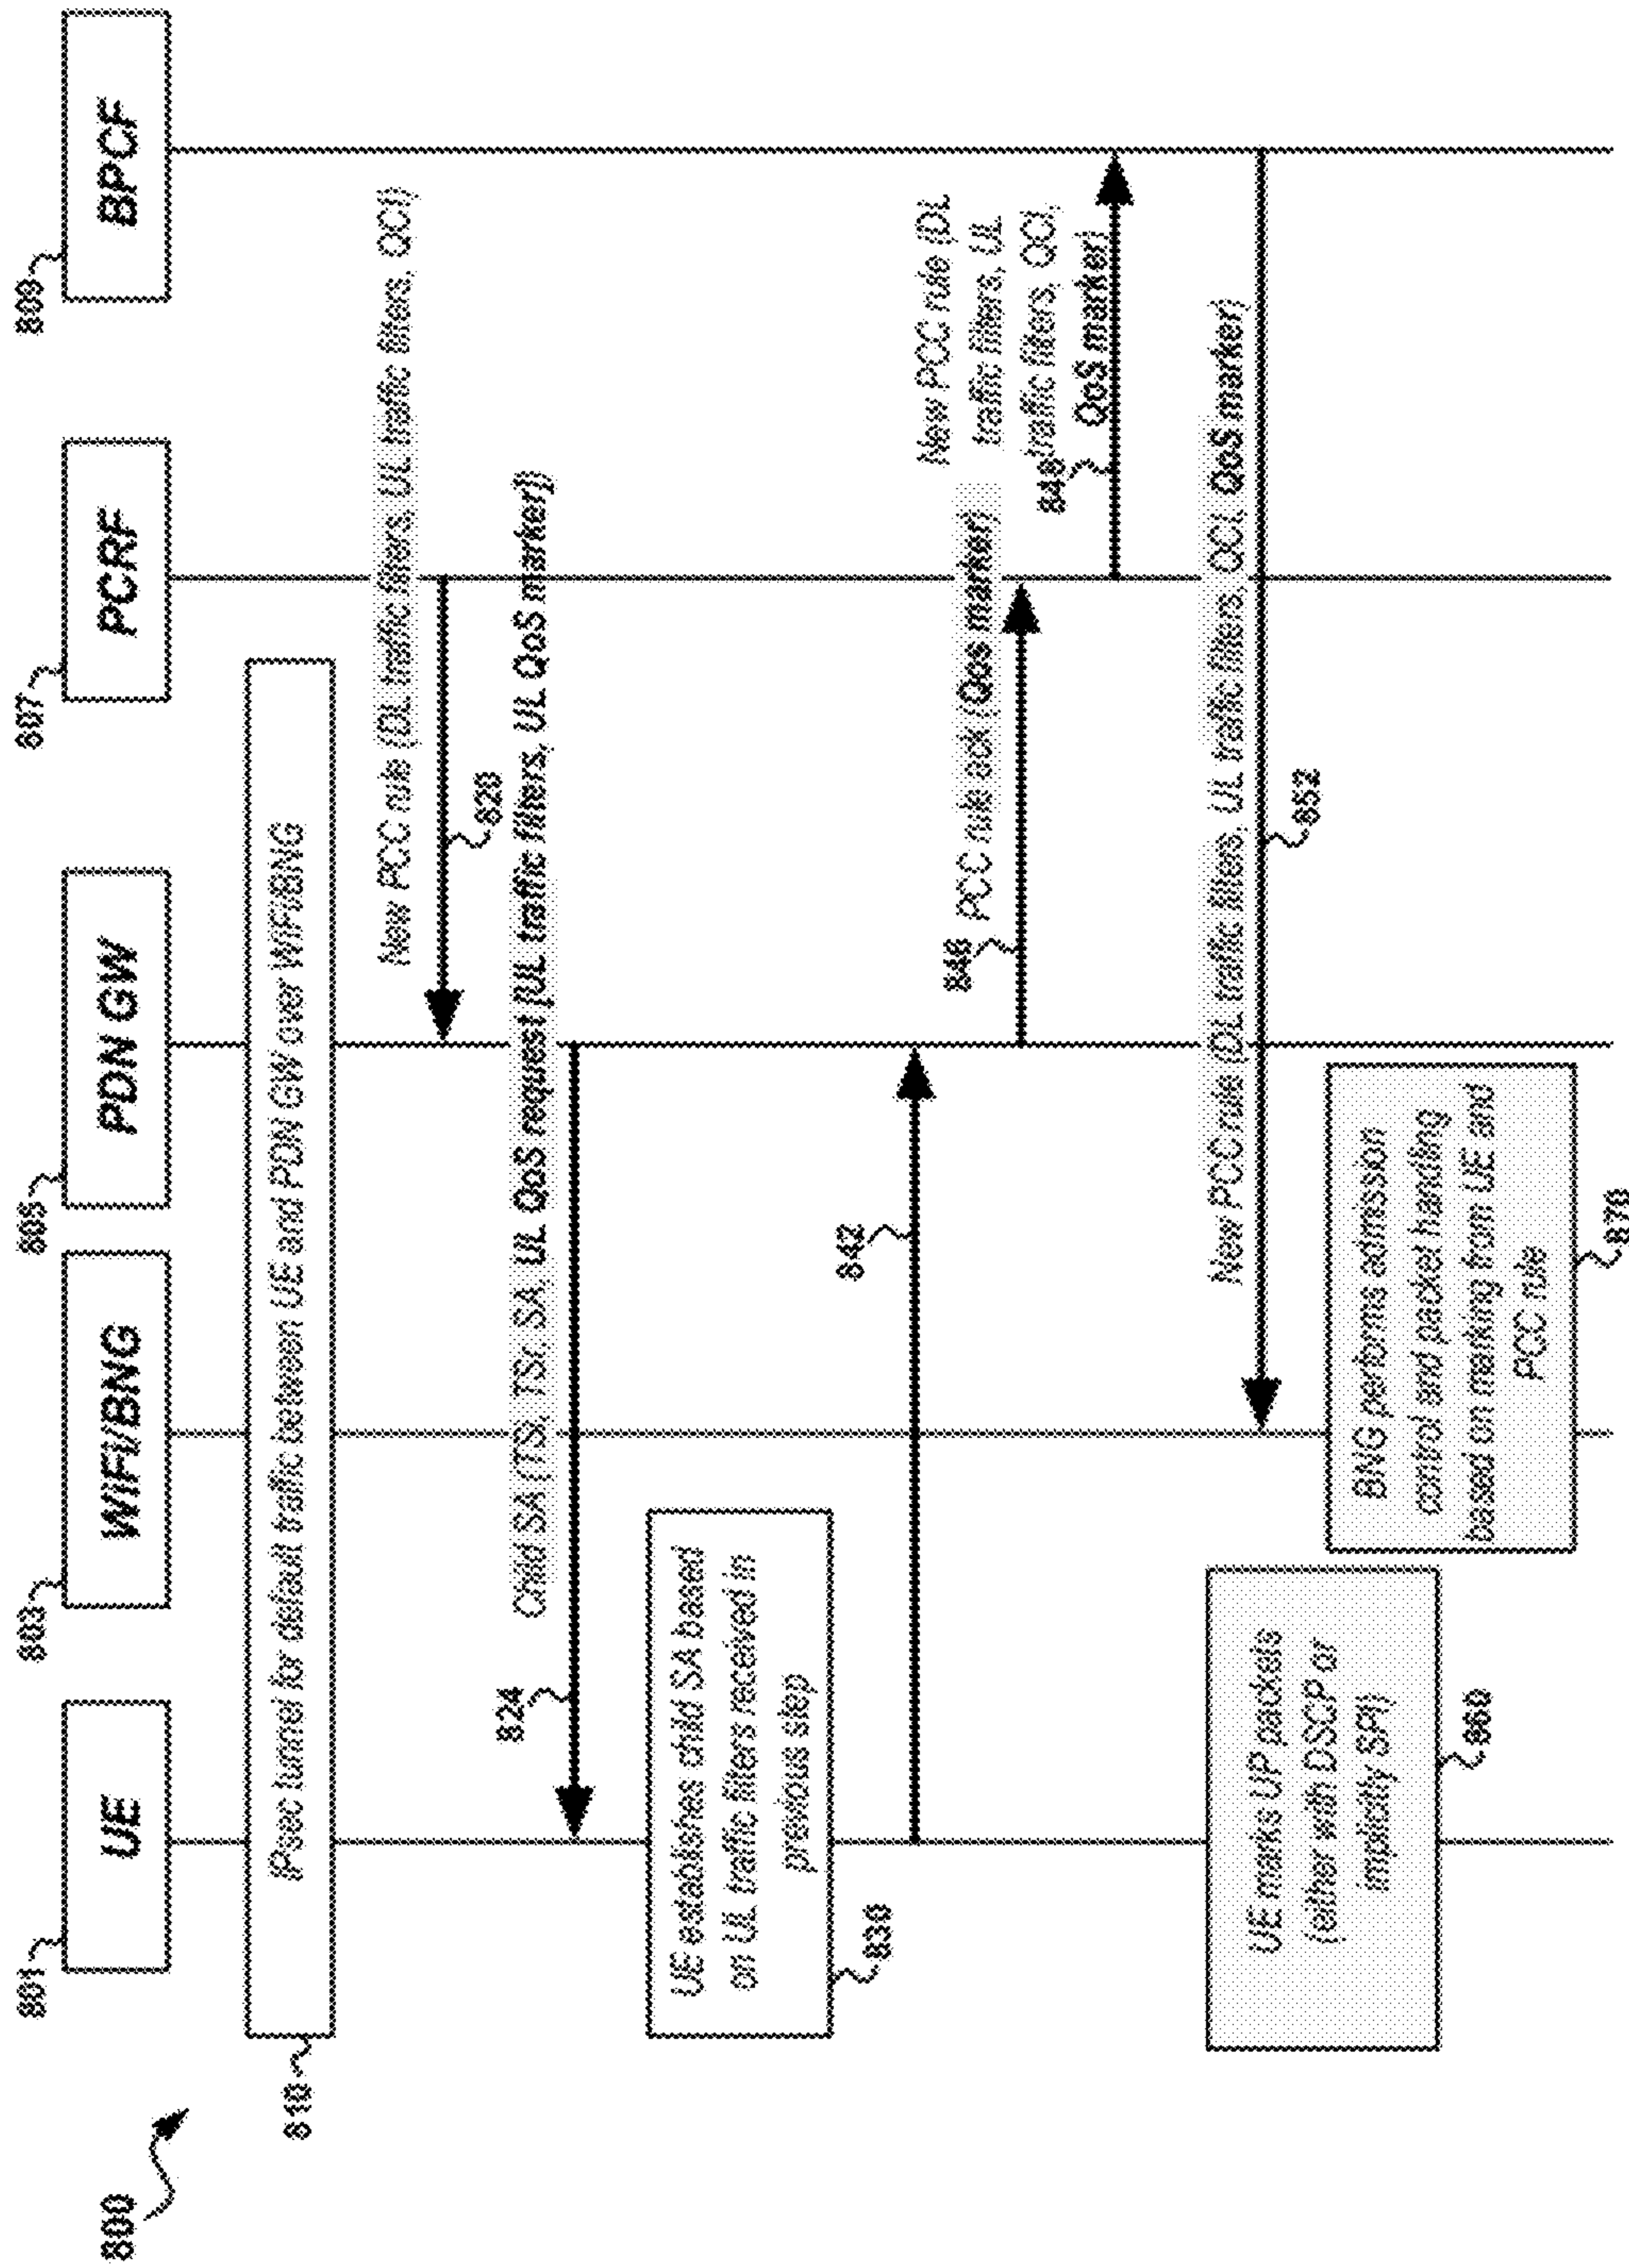 800
801
UE
803
WiFi/BNG
805
PDN GW
807
PCRF
809
BPCF
810
IPsec tunnel for default traffic between UE and PDN GW over WiFi/BNG
New PCC rule (DL traffic filters, UL traffic filters, QCI)
820
Child SA (TSi, TSr, SA, UL QoS request [UL traffic filters, UL QoS marker])
824
UE establishes child SA based
on UL traffic filters received in
previous step
830
842
PCC rule ack (Qos marker)
846
New PCC rule (DL
traffic filters, UL
traffic filters, QCI,
QoS marker)
848
New PCC rule (DL traffic filters, UL traffic filters, QCI, QoS marker)
852
UE marks UP packets
(either with DSCP or
implicitly SPI)
860
BNG performs admission
control and packet handling
based on marking from UE and
PCC rule
870